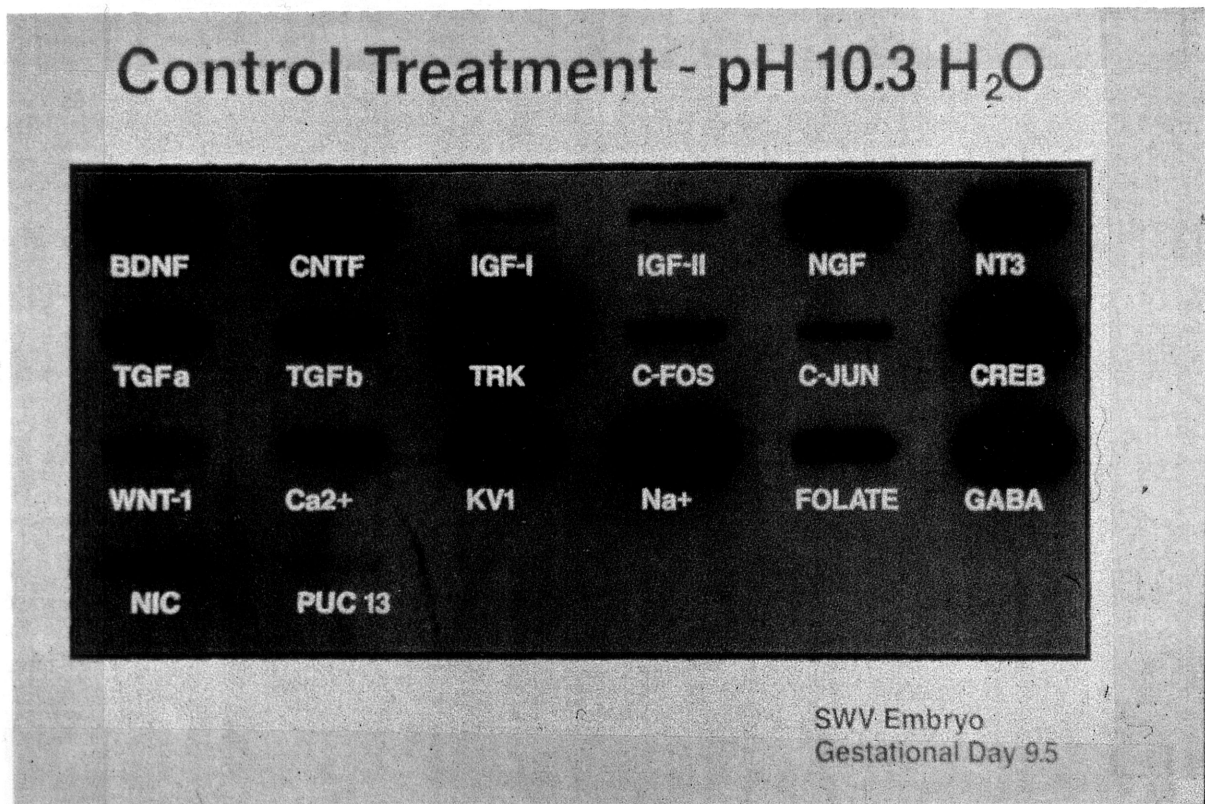 Control Treatment - pH 10.3 H₂O
BDNF CNTF IGF-I IGF-II NGF NT3
TGFa TGFb TRK C-FOS C-JUN CREB
WNT-1 Ca2+ KV1 Na+ FOLATE GABA
NIC PUC 13
SWV Embryo
Gestational Day 9.5